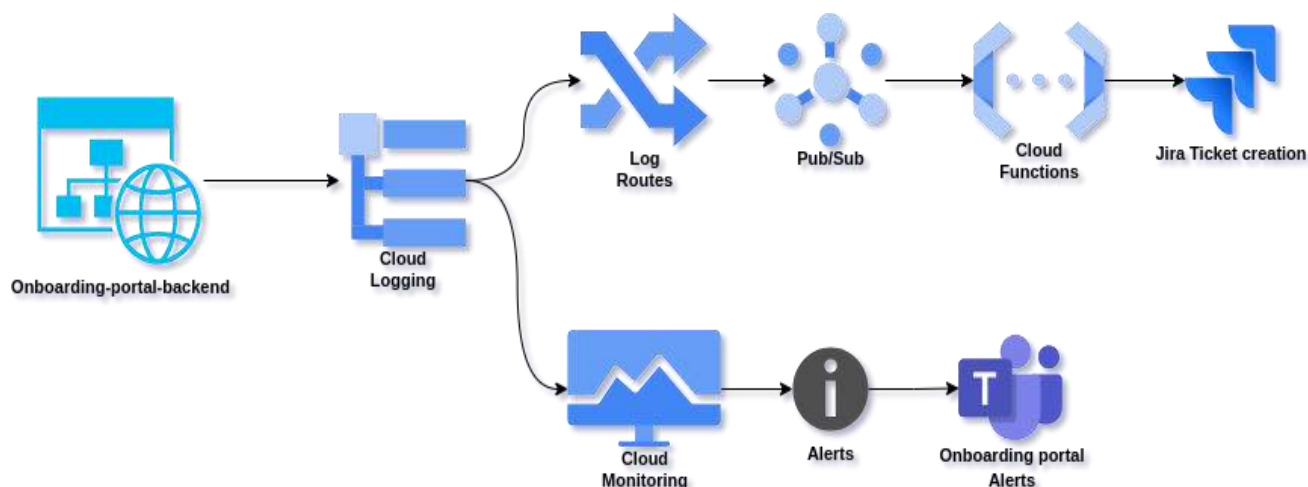 Log
Routes
Pub/Sub
Cloud
Functions
Jira Ticket creation
Onboarding-portal-backend
Cloud
Logging
Cloud
Monitoring
Alerts
T
Onboarding portal
Alerts